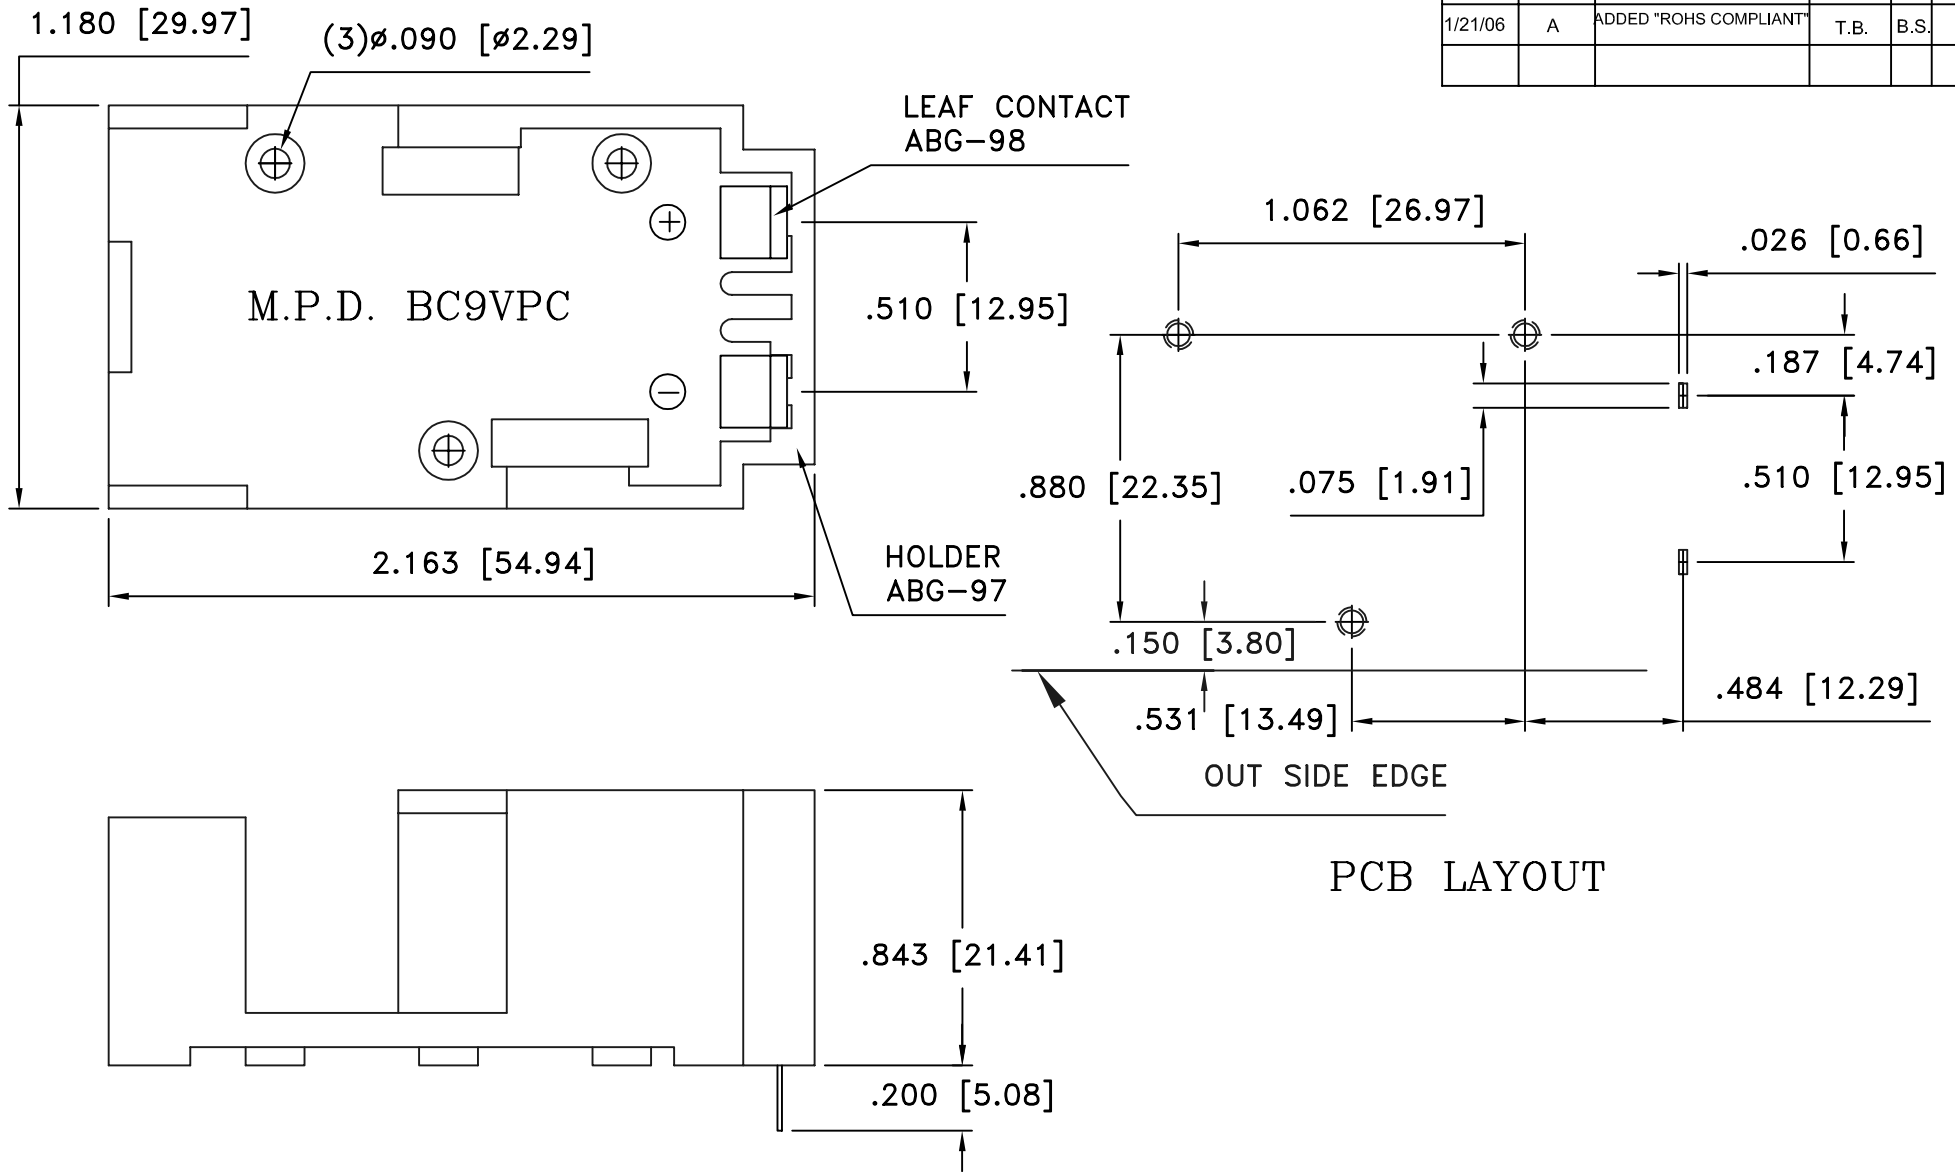 1/21/06 A ADDED "ROHS COMPLIANT" T.B. B.S.
1.180 [29.97]
(3)ø.090 [ø2.29]
LEAF CONTACT
ABG-98
+
M.P.D. BC9VPC
.510 [12.95]
−
2.163 [54.94]
HOLDER
ABG-97
1.062 [26.97]
.026 [0.66]
.187 [4.74]
.880 [22.35]
.075 [1.91]
.510 [12.95]
.150 [3.80]
.484 [12.29]
.531 [13.49]
OUT SIDE EDGE
PCB LAYOUT
.843 [21.41]
.200 [5.08]